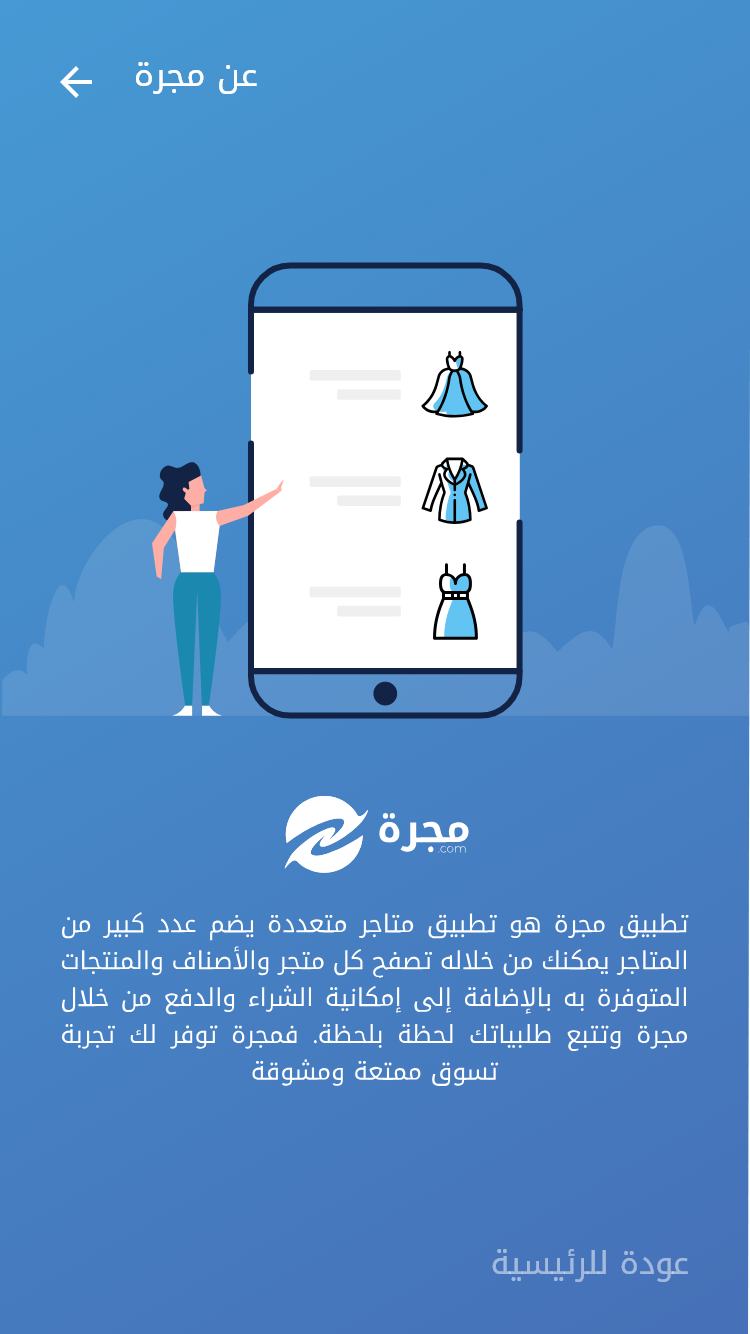 عن مجرة
مجرة
.com
تطبيق مجرة هو تطبيق متاجر متعددة يضم عدد كبير من
المتاجر يمكنك من خلاله تصفح كل متجر والأصناف والمنتجات
المتوفرة به بالإضافة إلى إمكانية الشراء والدفع من خلال
مجرة وتتبع طلبياتك لحظة بلحظة. فمجرة توفر لك تجربة
تسوق ممتعة ومشوقة
عودة للرئيسية